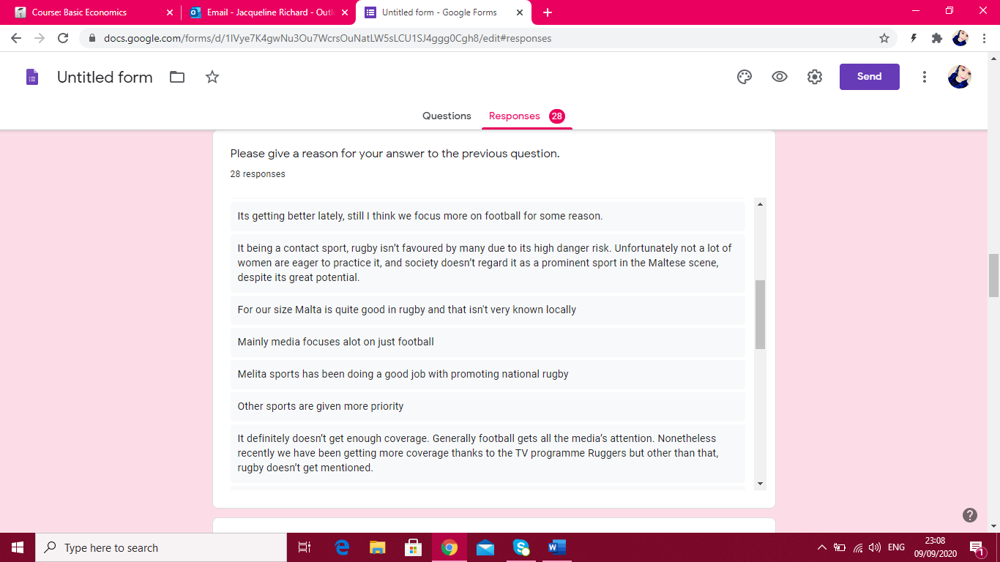 Course: Basic Economics
Email - Jacqueline Richard - Outl
Untitled form - Google Forms
docs.google.com/forms/d/1IVye7K4gwNu3Ou7WcrsOuNatLW5sLCU1SJ4ggg0Cgh8/edit#responses
Untitled form
Send
Questions
Responses 28
Please give a reason for your answer to the previous question.
28 responses
Its getting better lately, still I think we focus more on football for some reason.
It being a contact sport, rugby isn’t favoured by many due to its high danger risk. Unfortunately not a lot of
women are eager to practice it, and society doesn’t regard it as a prominent sport in the Maltese scene,
despite its great potential.
For our size Malta is quite good in rugby and that isn't very known locally
Mainly media focuses alot on just football
Melita sports has been doing a good job with promoting national rugby
Other sports are given more priority
It definitely doesn’t get enough coverage. Generally football gets all the media’s attention. Nonetheless
recently we have been getting more coverage thanks to the TV programme Ruggers but other than that,
rugby doesn’t get mentioned.
Type here to search
ENG
23:08
09/09/2020
1